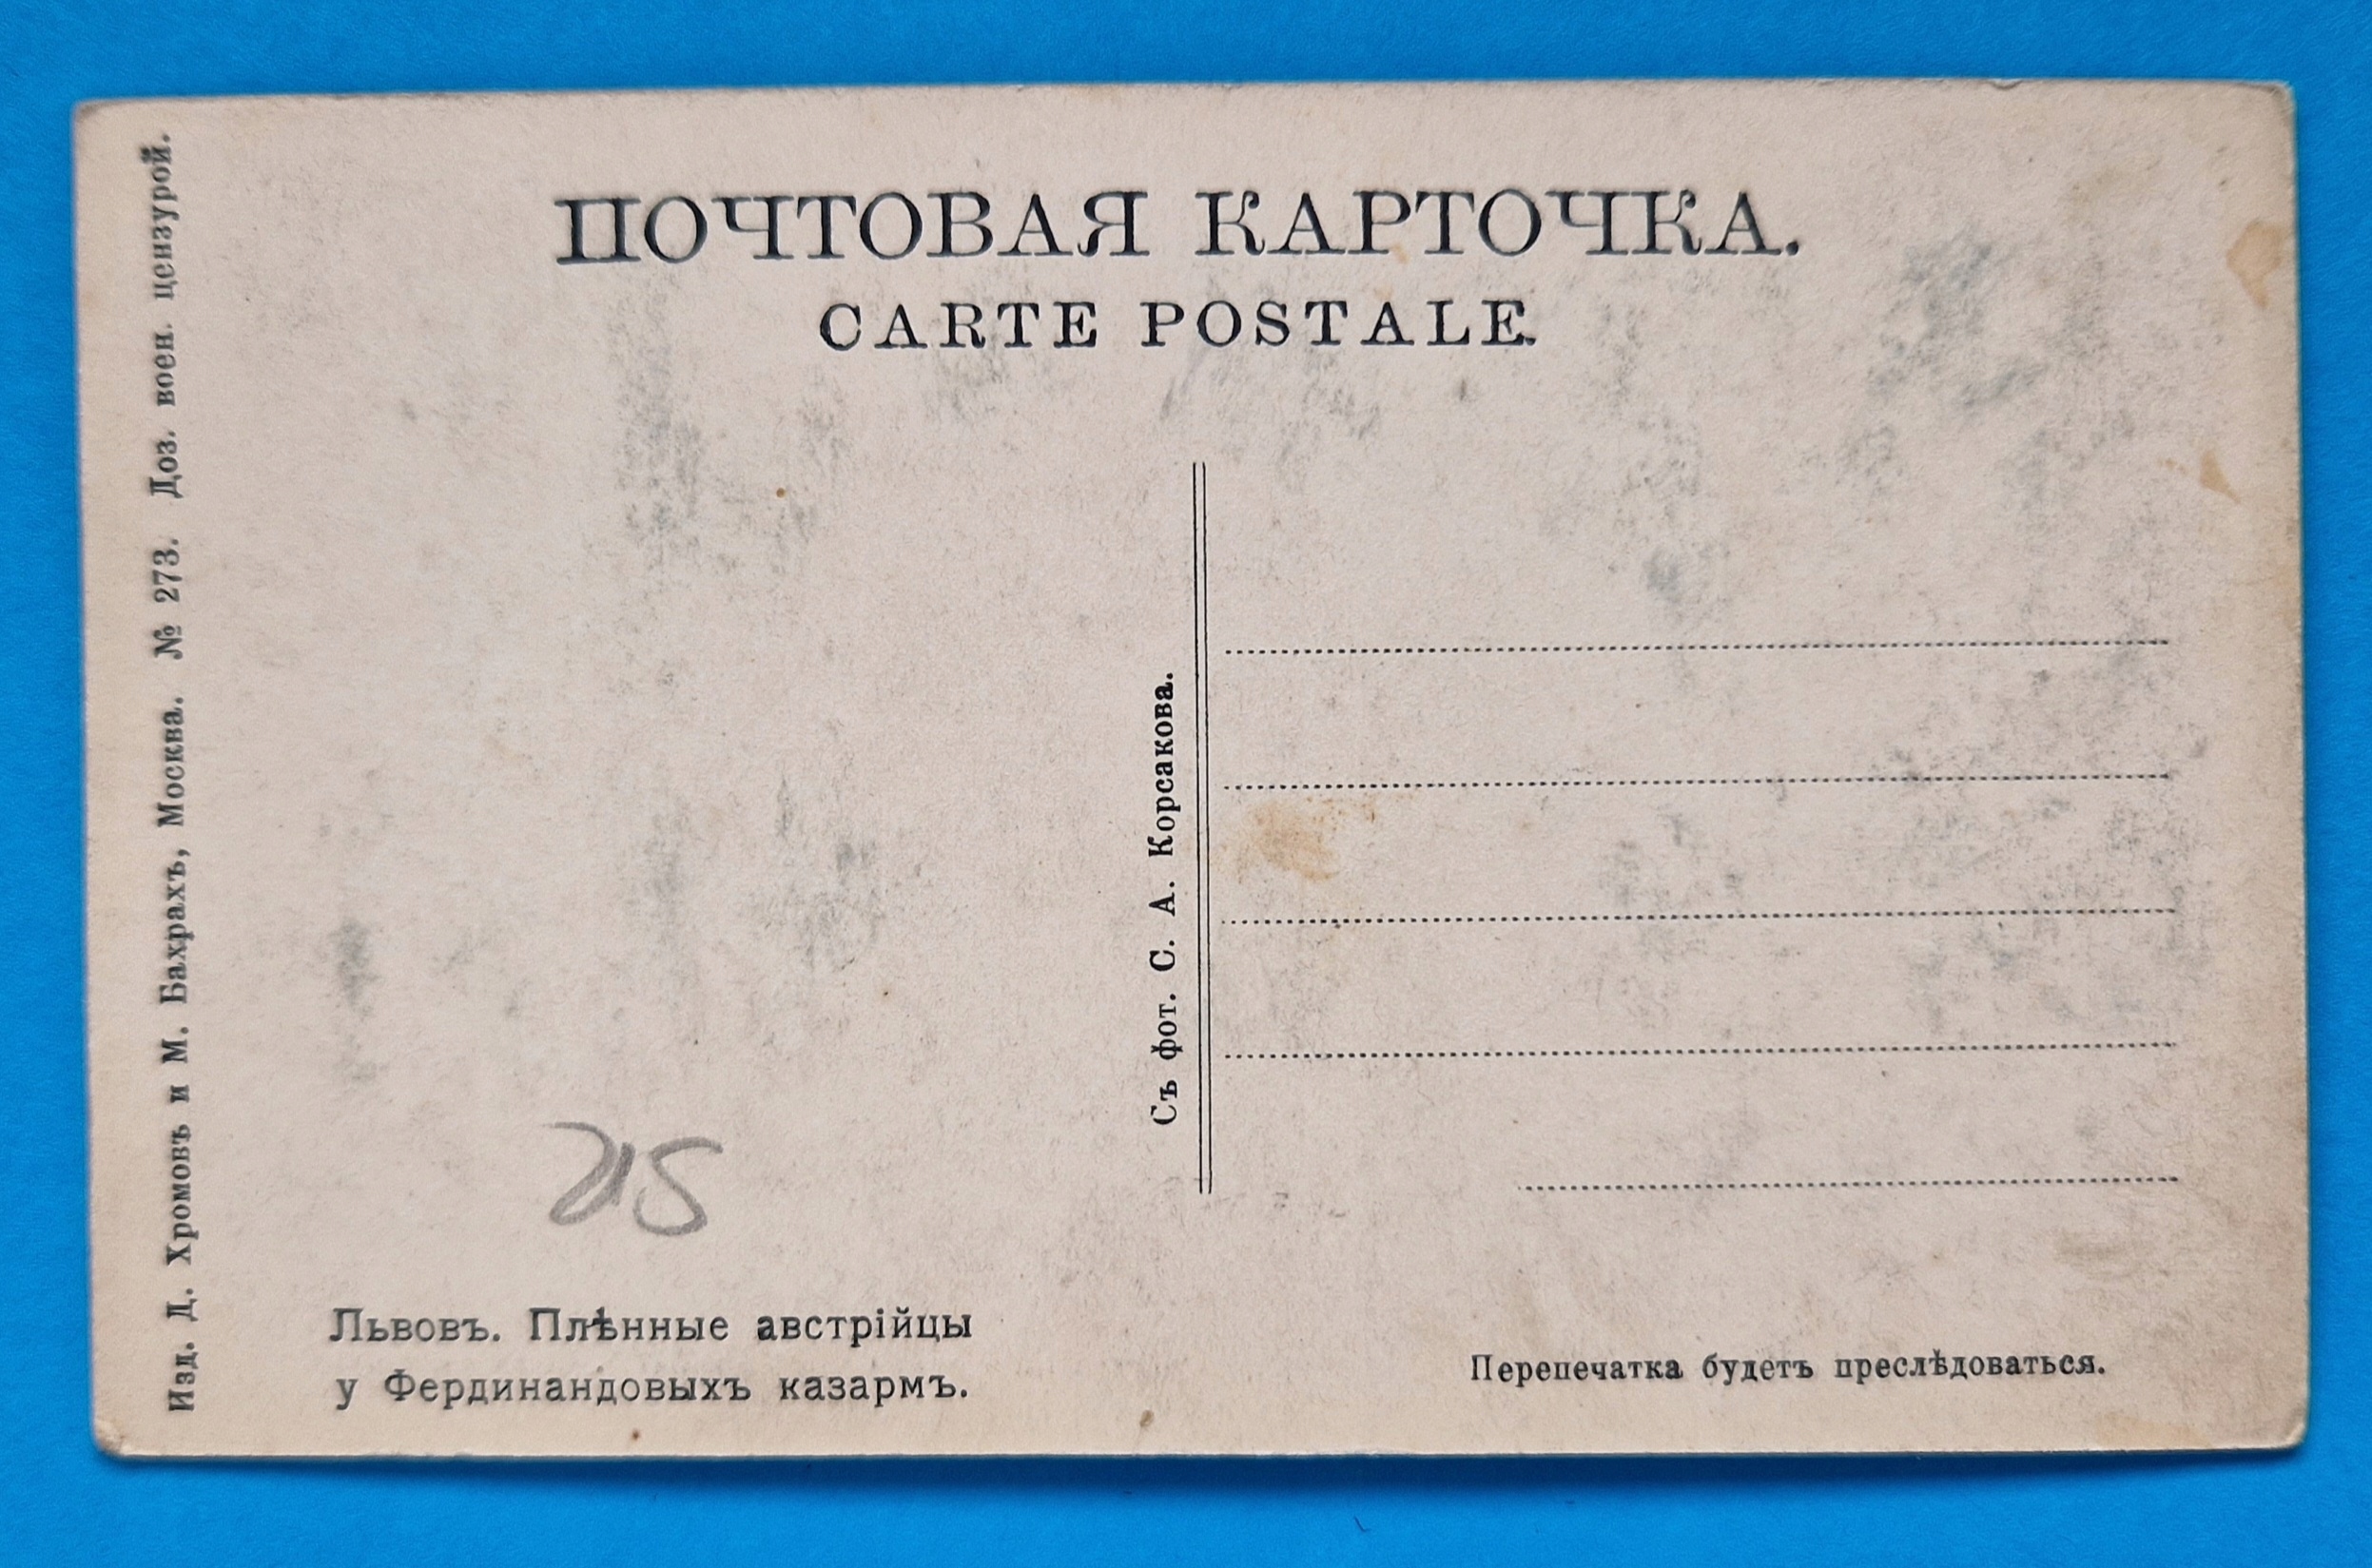 ПОЧТОВАЯ КАРТОЧКА.
CARTE POSTALE.
Изд. Д. Хромовъ и М. Бахрахъ, Москва. № 273. Доз. воен. цензурой.
Съ фот. С. А. Корсакова.
Львовъ. Плѣнные австрійцы
у Фердинандовыхъ казармъ.
Перепечатка будетъ преслѣдоваться.